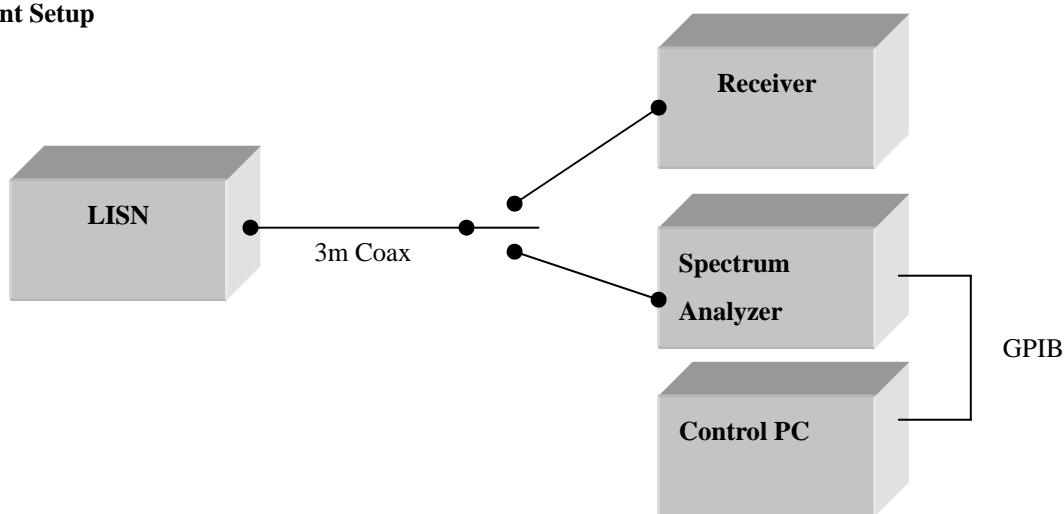 nt Setup
Receiver
LISN
3m Coax
Spectrum
Analyzer
GPIB
Control PC